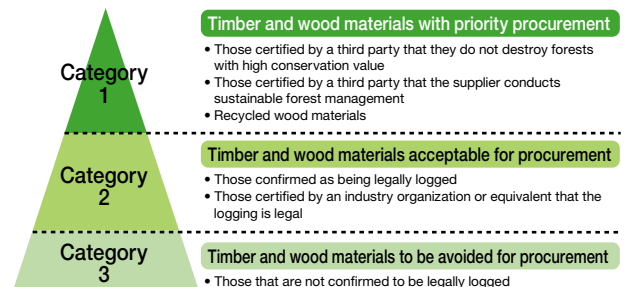 Category
1
Timber and wood materials with priority procurement
• Those certified by a third party that they do not destroy forests
with high conservation value
• Those certified by a third party that the supplier conducts
sustainable forest management
• Recycled wood materials
Category
2
Timber and wood materials acceptable for procurement
• Those confirmed as being legally logged
• Those certified by an industry organization or equivalent that the
logging is legal
Category
3
Timber and wood materials to be avoided for procurement
• Those that are not confirmed to be legally logged